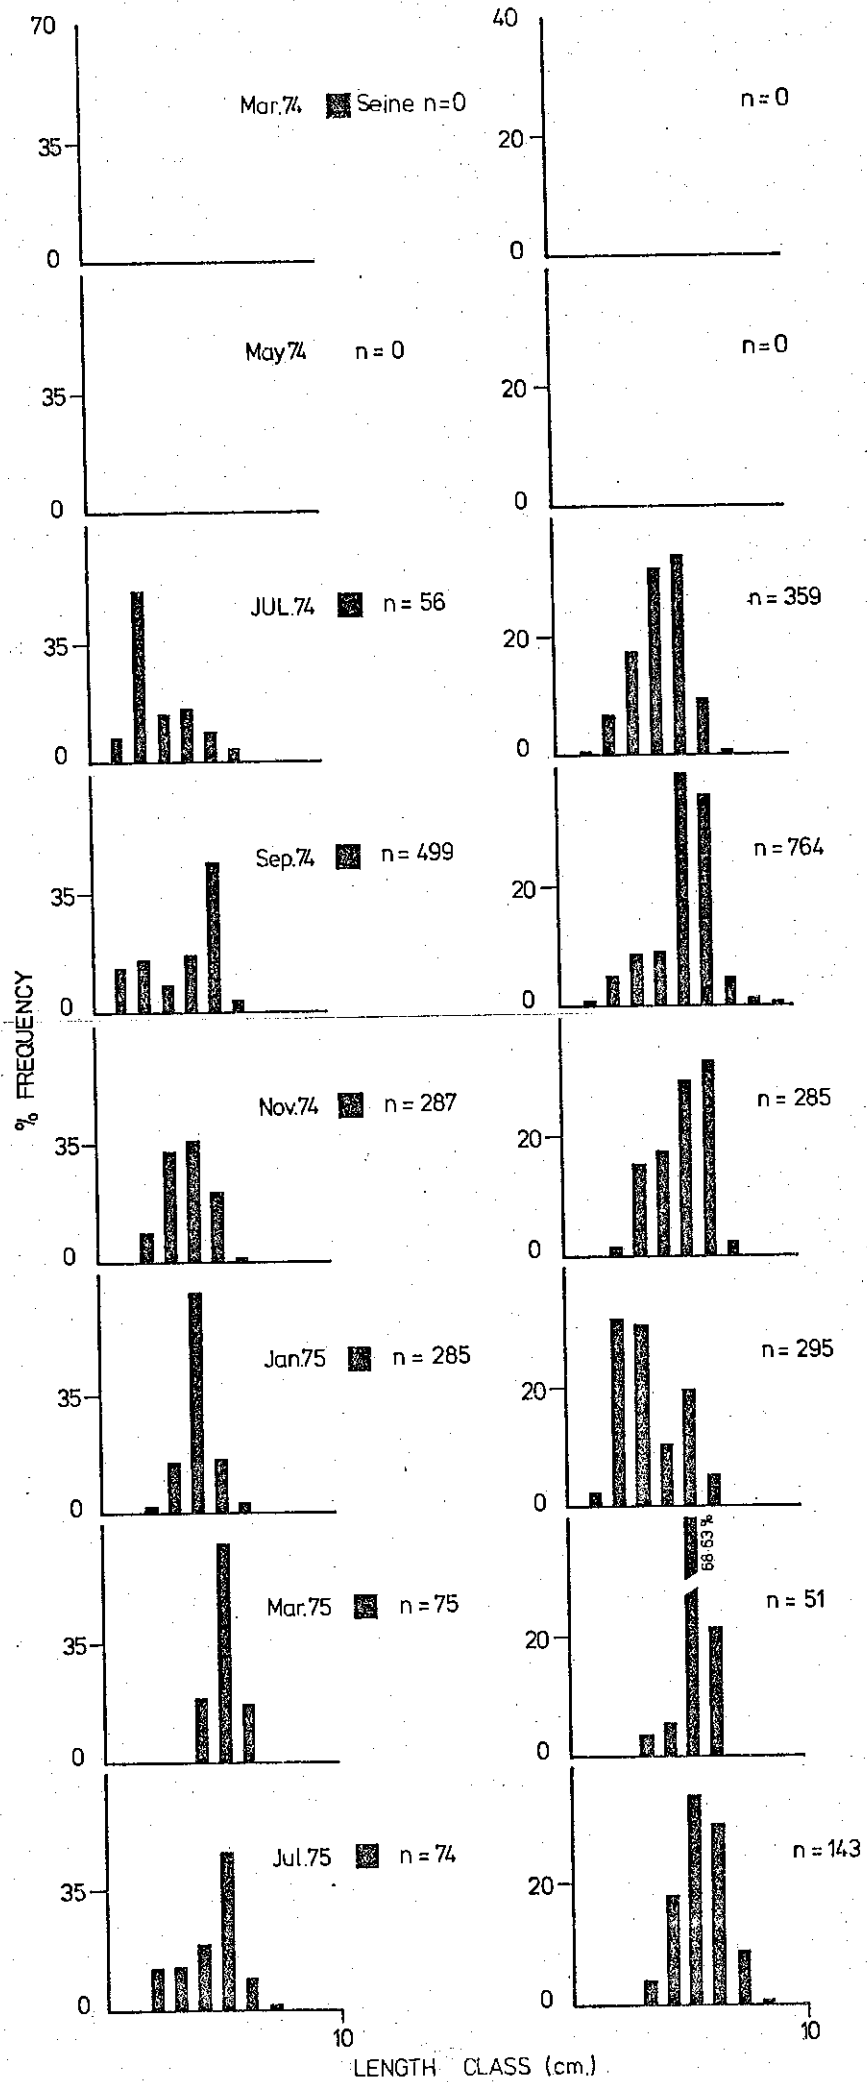 70
40
Mar.74 Seine n=0
n=0
35
20
0
0
May74 n=0
n=0
35
20
0
0
JUL.74 n=56
n=359
35
20
0
0
Sep.74 n=499
n=764
35
20
0
0
% FREQUENCY
Nov.74 n=287
n=285
35
20
0
0
Jan.75 n=285
n=295
35
20
0
0
68·63%
Mar.75 n=75
n=51
35
20
0
0
Jul.75 n=74
n=143
35
20
0
0
10
10
LENGTH CLASS (cm.)